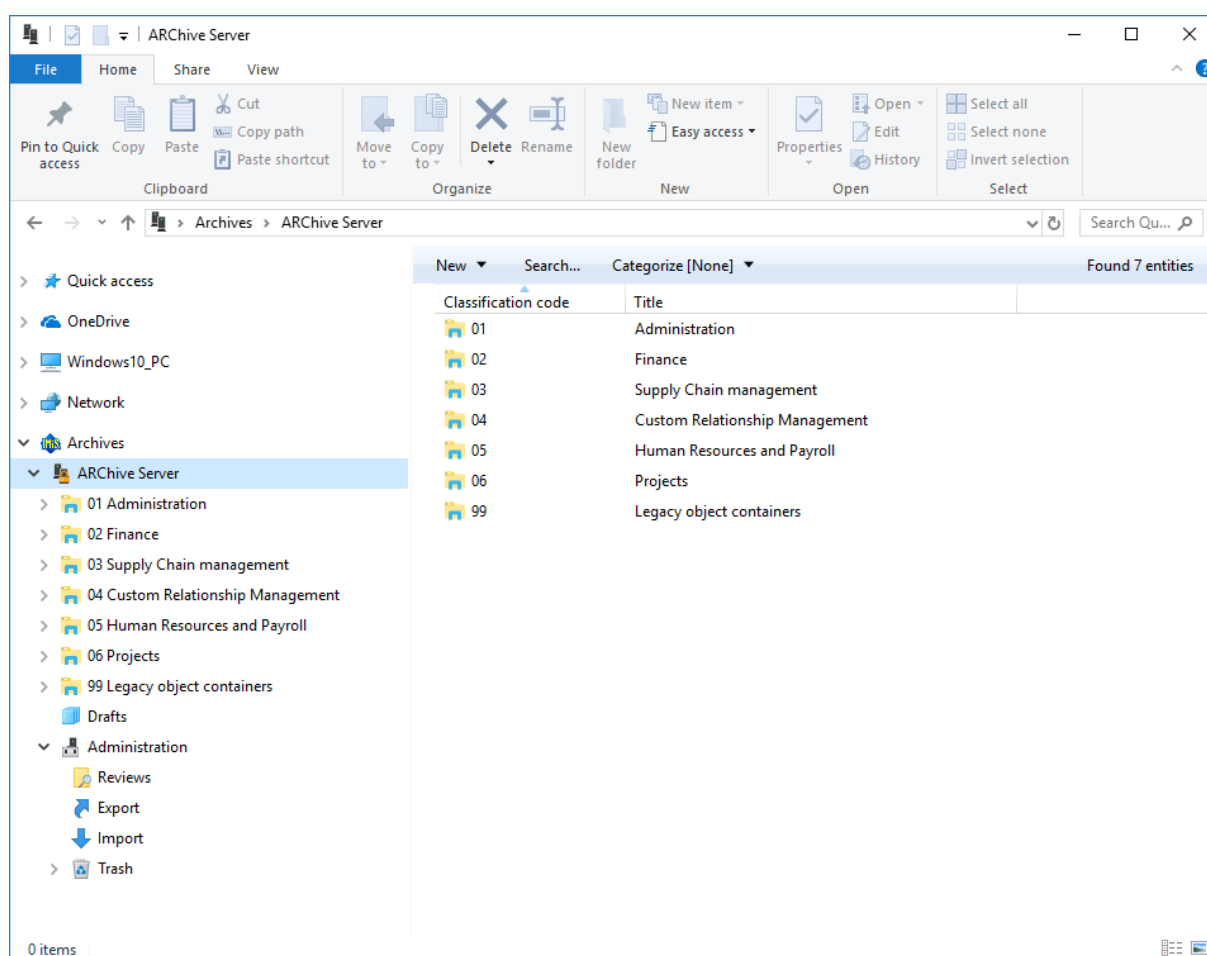 ARChive Server
File Home Share View
Pin to Quick access Copy Paste Cut Copy path Paste shortcut
Move to Copy to Delete Rename
New folder New item Easy access
Properties Open Edit History
Select all Select none Invert selection
Clipboard Organize New Open Select
Archives > ARChive Server Search Qu...
Quick access
OneDrive
Windows10_PC
Network
Archives
ARChive Server
01 Administration
02 Finance
03 Supply Chain management
04 Custom Relationship Management
05 Human Resources and Payroll
06 Projects
99 Legacy object containers
Drafts
Administration
Reviews
Export
Import
Trash
New Search... Categorize [None] Found 7 entities
Classification code Title
01 Administration
02 Finance
03 Supply Chain management
04 Custom Relationship Management
05 Human Resources and Payroll
06 Projects
99 Legacy object containers
0 items